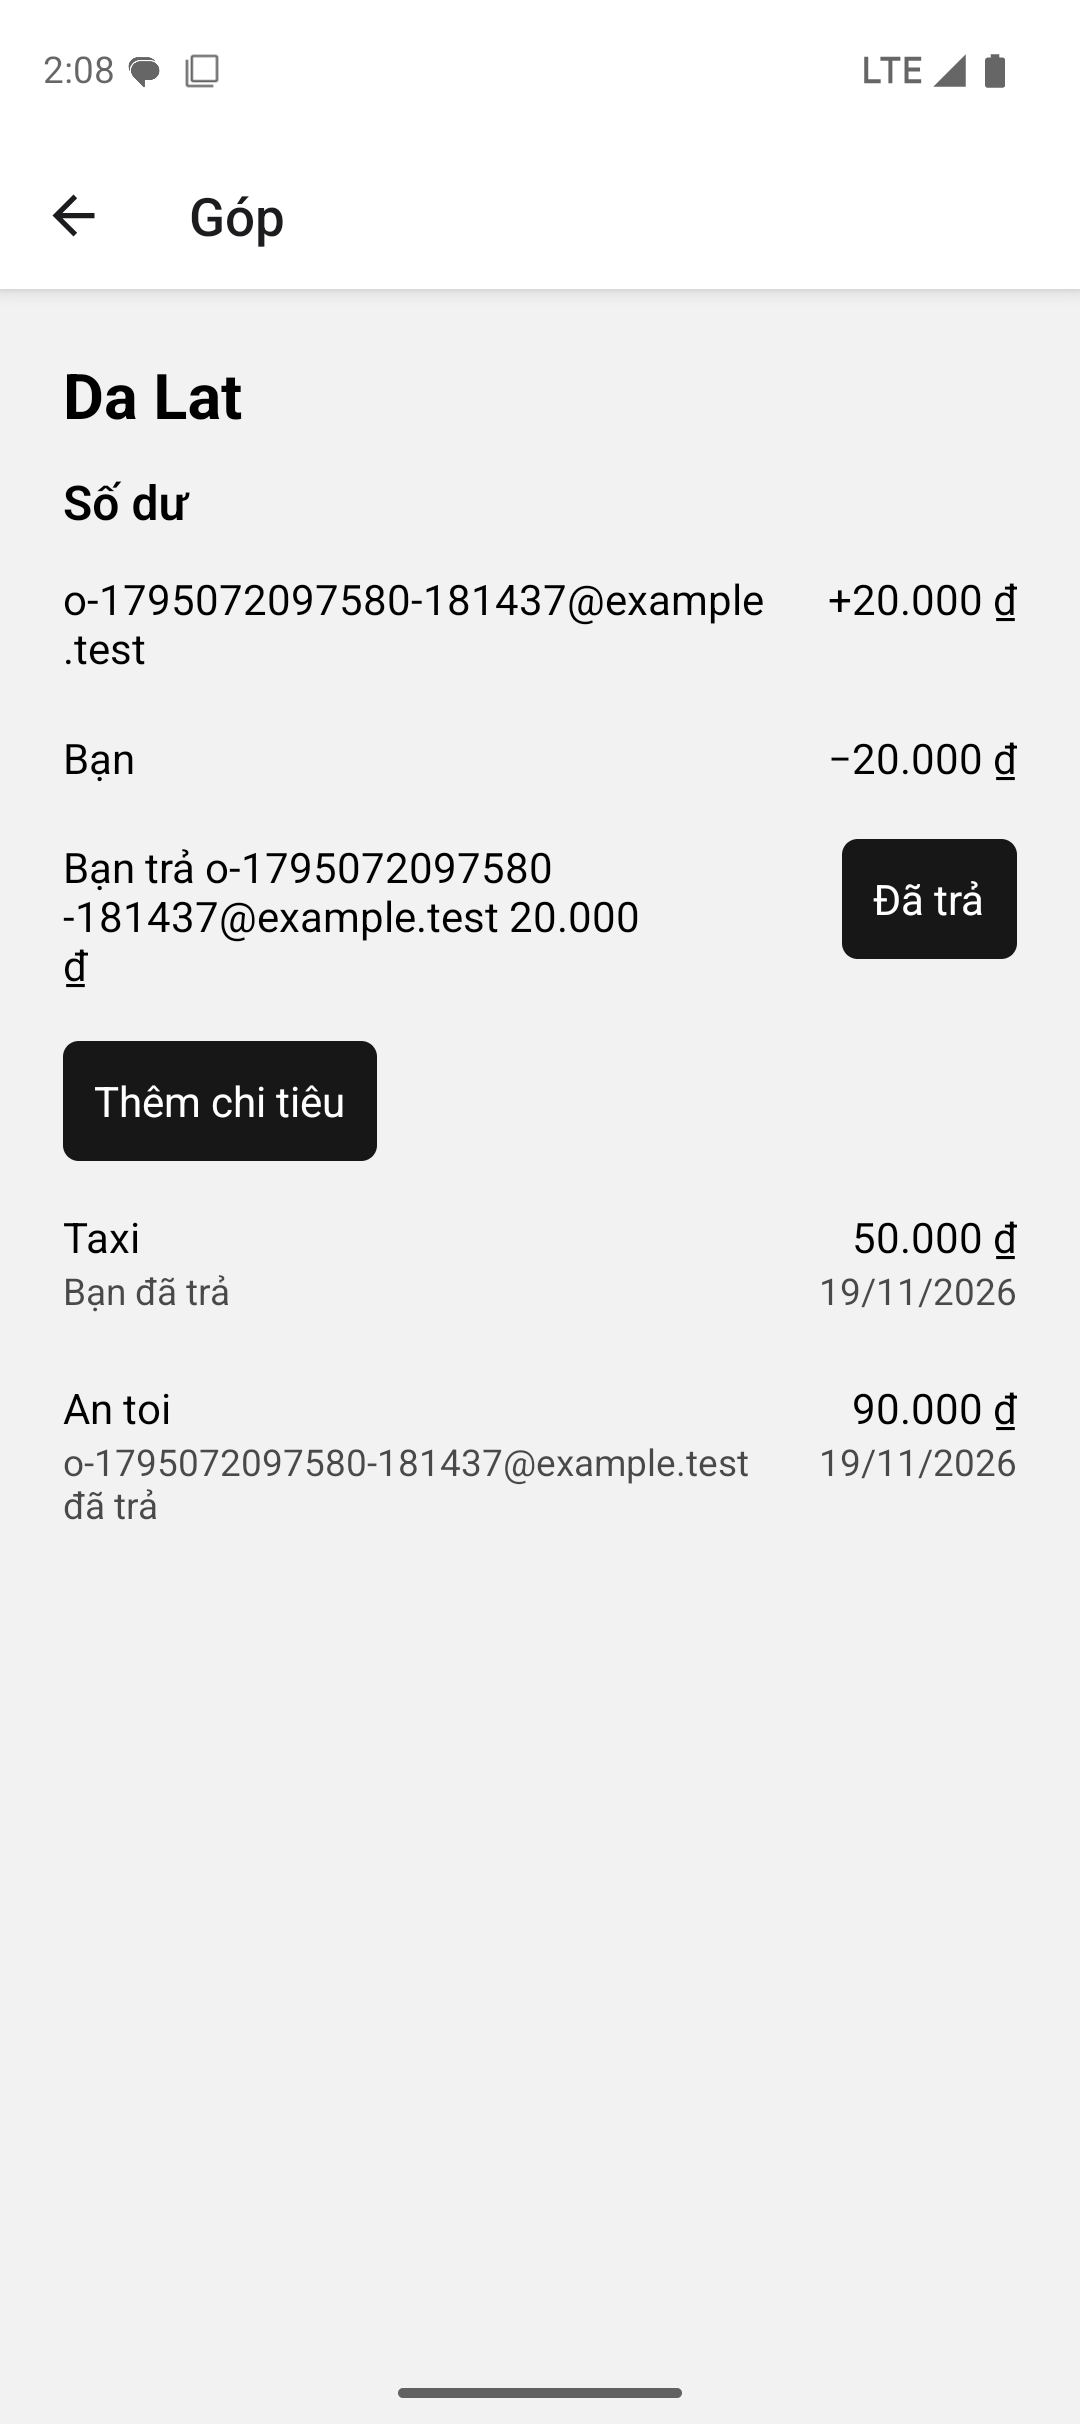 2:08
LTE
Góp
Da Lat
Số dư
o-1795072097580-181437@example
.test
+20.000 ₫
Bạn
−20.000 ₫
Bạn trả o-1795072097580
-181437@example.test 20.000
₫
Đã trả
Thêm chi tiêu
Taxi
50.000 ₫
Bạn đã trả
19/11/2026
An toi
90.000 ₫
o-1795072097580-181437@example.test
đã trả
19/11/2026